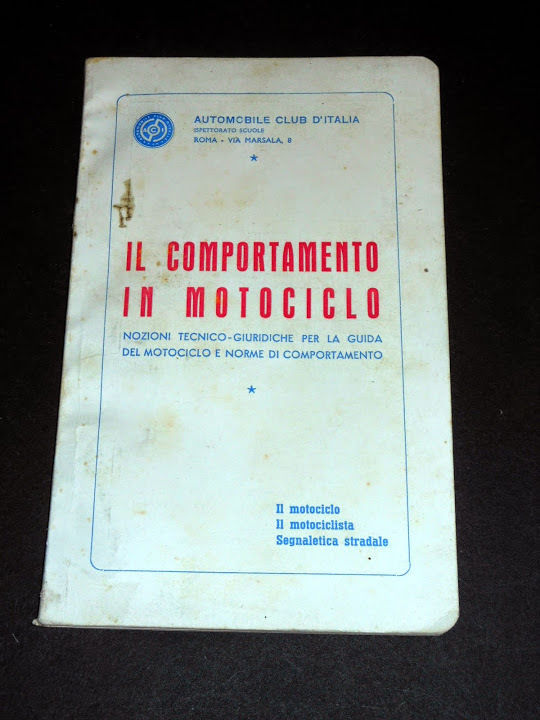 AUTOMOBILE CLUB D'ITALIA
ISPETTORATO SCUOLE
ROMA - VIA MARSALA, 8
IL COMPORTAMENTO
IN MOTOCICLO
NOZIONI TECNICO-GIURIDICHE PER LA GUIDA
DEL MOTOCICLO E NORME DI COMPORTAMENTO
Il motociclo
Il motociclista
Segnaletica stradale